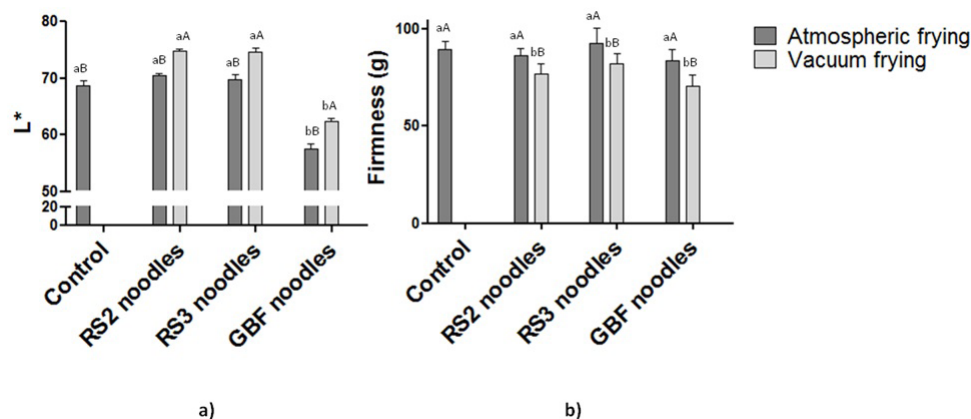 80*
70
60
50
20
0
L*
aB
aB
aA
aB
aA
bB
bA
Control
RS2 noodles
RS3 noodles
GBF noodles
a)
100
50
0
Firmness (g)
aA
aA
bB
aA
bB
aA
bB
Control
RS2 noodles
RS3 noodles
GBF noodles
b)
Atmospheric frying
Vacuum frying